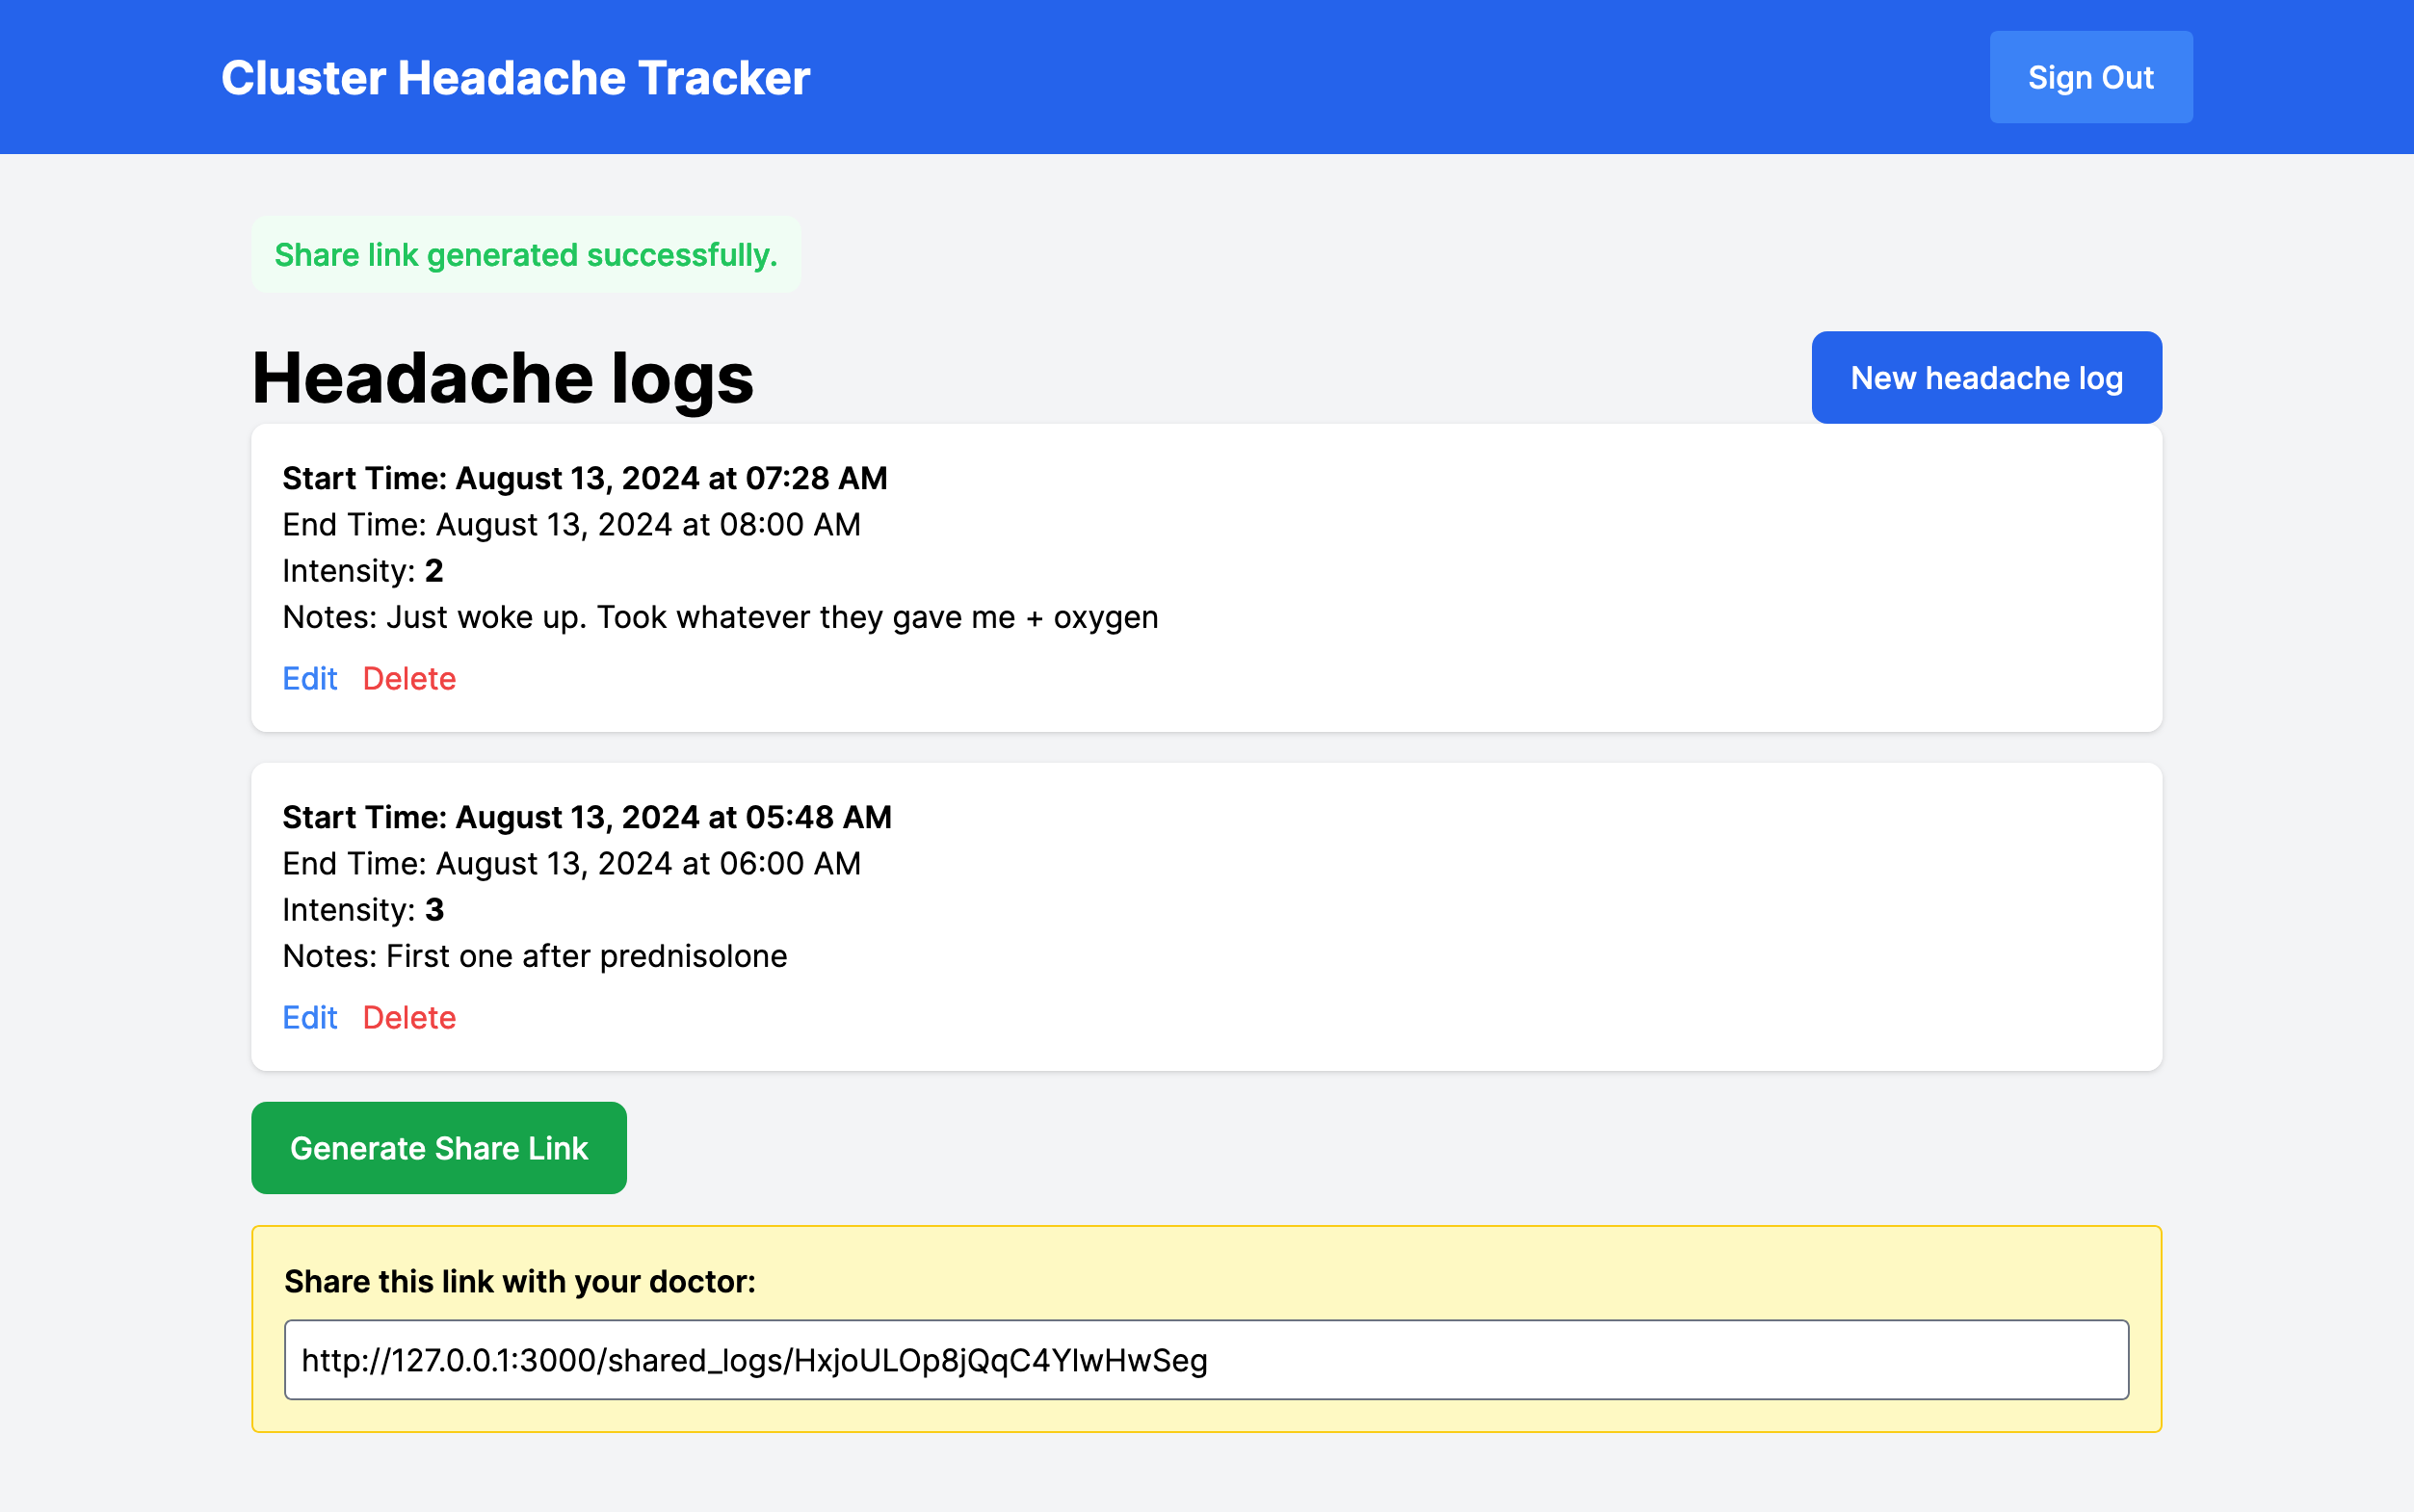 Cluster Headache Tracker
Sign Out
Share link generated successfully.
Headache logs
New headache log
Start Time: August 13, 2024 at 07:28 AM
End Time: August 13, 2024 at 08:00 AM
Intensity: 2
Notes: Just woke up. Took whatever they gave me + oxygen
Edit Delete
Start Time: August 13, 2024 at 05:48 AM
End Time: August 13, 2024 at 06:00 AM
Intensity: 3
Notes: First one after prednisolone
Edit Delete
Generate Share Link
Share this link with your doctor:
http://127.0.0.1:3000/shared_logs/HxjoULOp8jQqC4YlwHwSeg